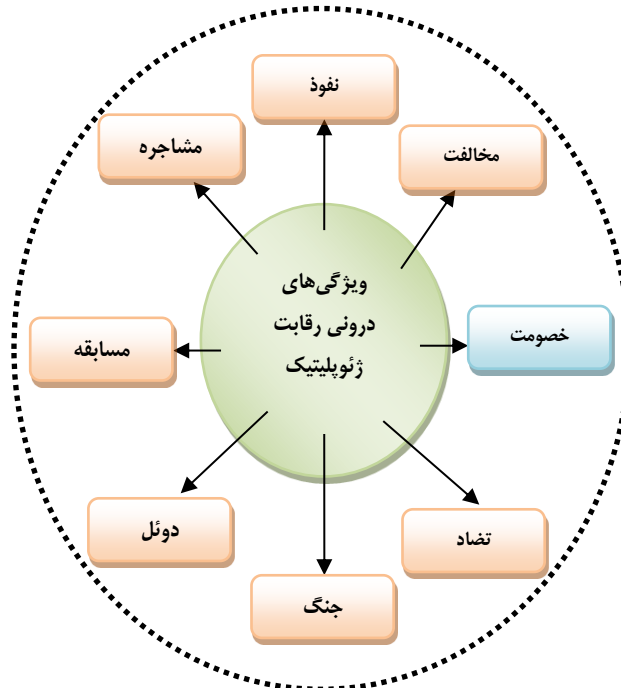 نفوذ
مخالفت
مشاجره
ویژگی‌های
درونی رقابت
ژئوپلیتیک
خصومت
مسابقه
تضاد
دوئل
جنگ